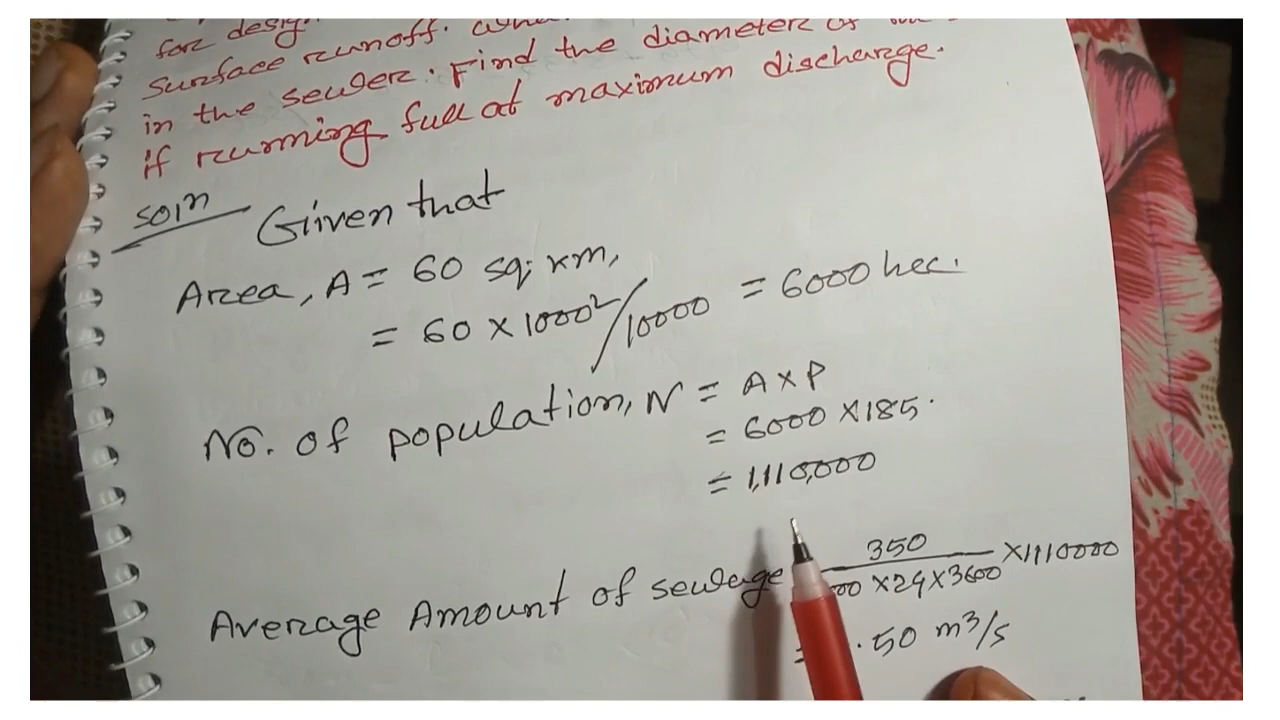 for desig
surface runoff.
in the sewer. Find the diameter of
if running full at maximum discharge.
Soln Given that
Area, A = 60 sq. km,
= 60 x 1000²/10000 = 6000 hec.
No. of population, N = A x P
= 6000 x 185.
= 1,110,000
350
Average Amount of sewage 00 x 24 x 3600 x 1110000
= .50 m³/s